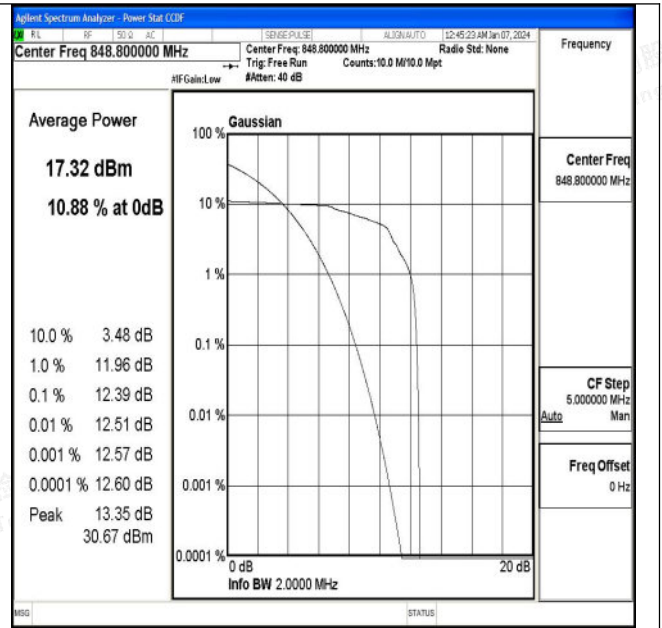 Agilent Spectrum Analyzer - Power Stat CCDF
RL RF 50 Ω AC SENSE:PULSE ALIGNAUTO 12:45:23 AM Jan 07, 2024
Center Freq 848.800000 MHz
Center Freq: 848.800000 MHz Radio Std: None
Trig: Free Run Counts:10.0 M/10.0 Mpt
#IFGain:Low #Atten: 40 dB
Frequency
Average Power
17.32 dBm
10.88 % at 0dB
10.0 % 3.48 dB
1.0 % 11.96 dB
0.1 % 12.39 dB
0.01 % 12.51 dB
0.001 % 12.57 dB
0.0001 % 12.60 dB
Peak 13.35 dB
30.67 dBm
Gaussian
100 %
10 %
1 %
0.1 %
0.01 %
0.001 %
0.0001 %
0 dB 20 dB
Info BW 2.0000 MHz
Center Freq
848.800000 MHz
CF Step
5.000000 MHz
Auto Man
Freq Offset
0 Hz
MSG STATUS